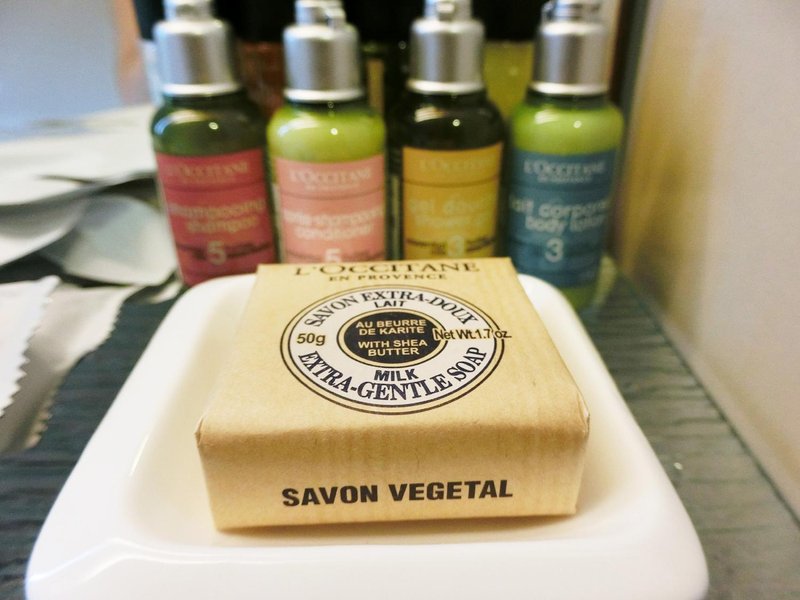 L'OCCITANE
shampooing
shampoo
5
L'OCCITANE
après-shampooing
conditioner
5
L'OCCITANE
gel douche
3
L'OCCITANE
lait corporel
body lotion
3
L'OCCITANE
EN PROVENCE
SAVON EXTRA-DOUX
LAIT
AU BEURRE
DE KARITE
50g
Net Wt.1.7 oz.
WITH SHEA
BUTTER
MILK
EXTRA-GENTLE SOAP
SAVON VEGETAL